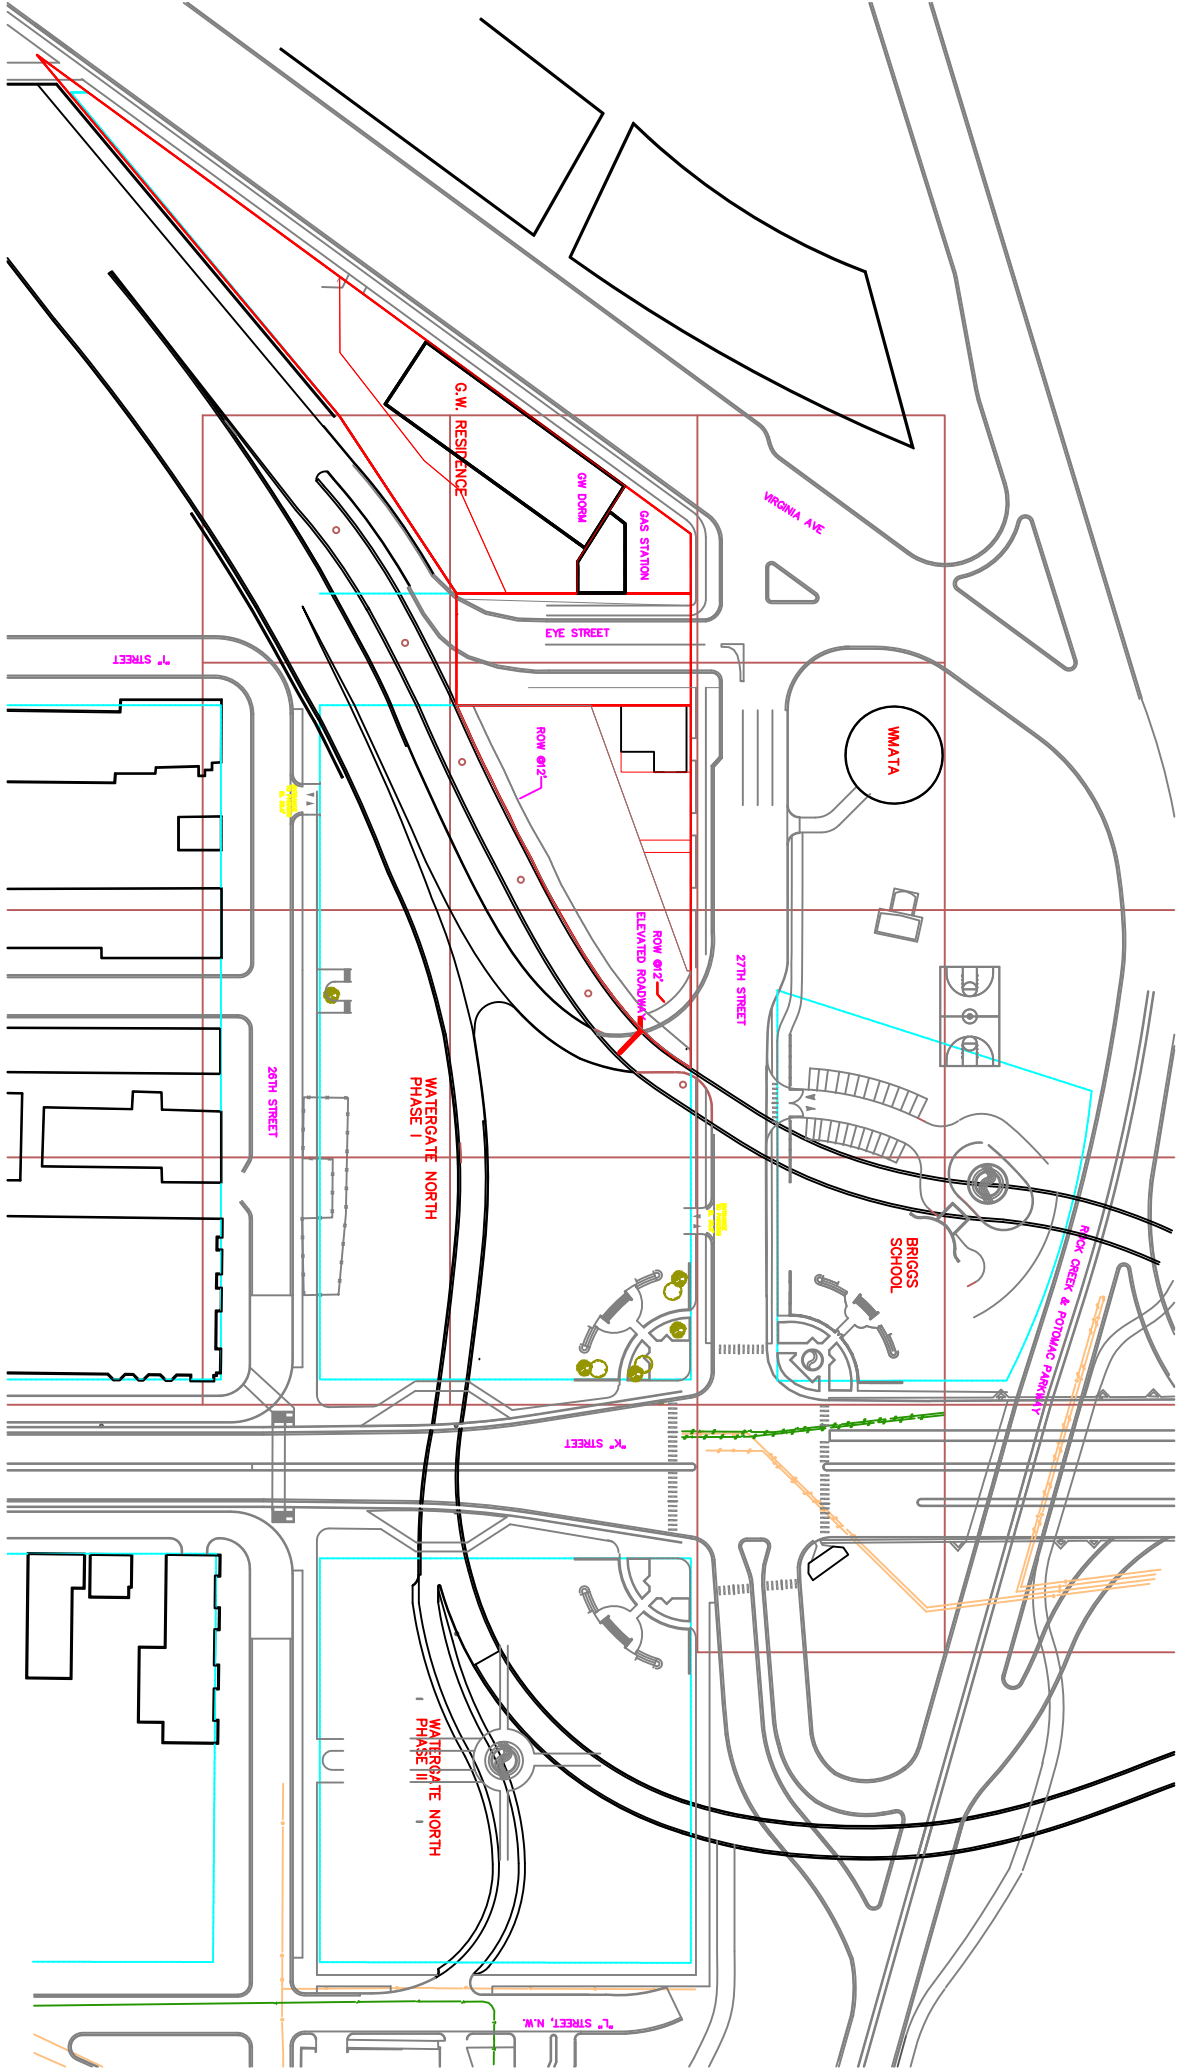 G.W. RESIDENCE
GW DORM
GAS STATION
VIRGINIA AVE
EYE STREET
"I" STREET
ROW @12'
WMATA
ROW @12'
ELEVATED ROADWAY
27TH STREET
26TH STREET
WATERGATE NORTH
PHASE I
BRIGGS
SCHOOL
ROCK CREEK & POTOMAC PARKWAY
"K" STREET
WATERGATE NORTH
PHASE II
"L" STREET, N.W.